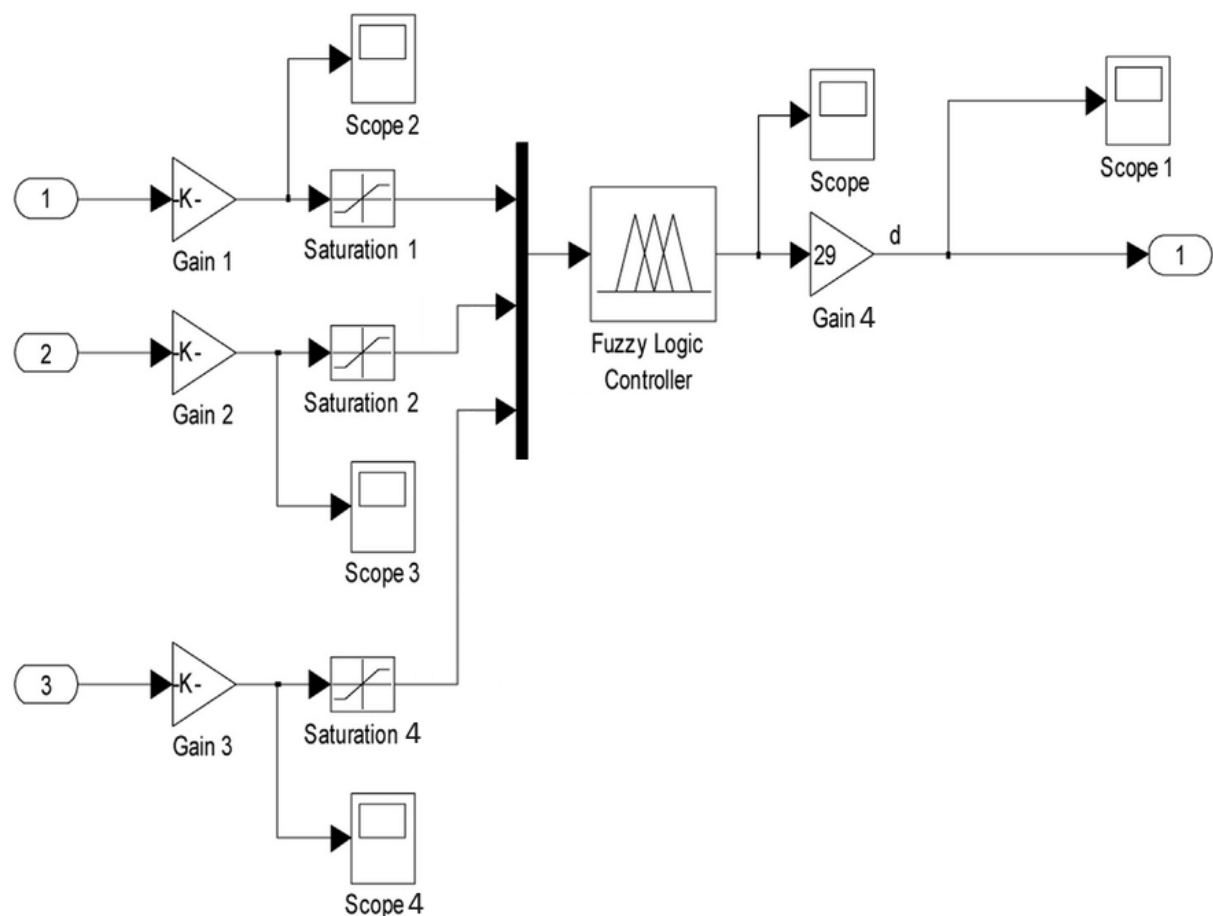 Scope 2
Scope
Scope 1
1
-K-
Gain 1
Saturation 1
29
d
1
Gain 4
2
-K-
Gain 2
Saturation 2
Fuzzy Logic
Controller
Scope 3
3
-K-
Gain 3
Saturation 4
Scope 4